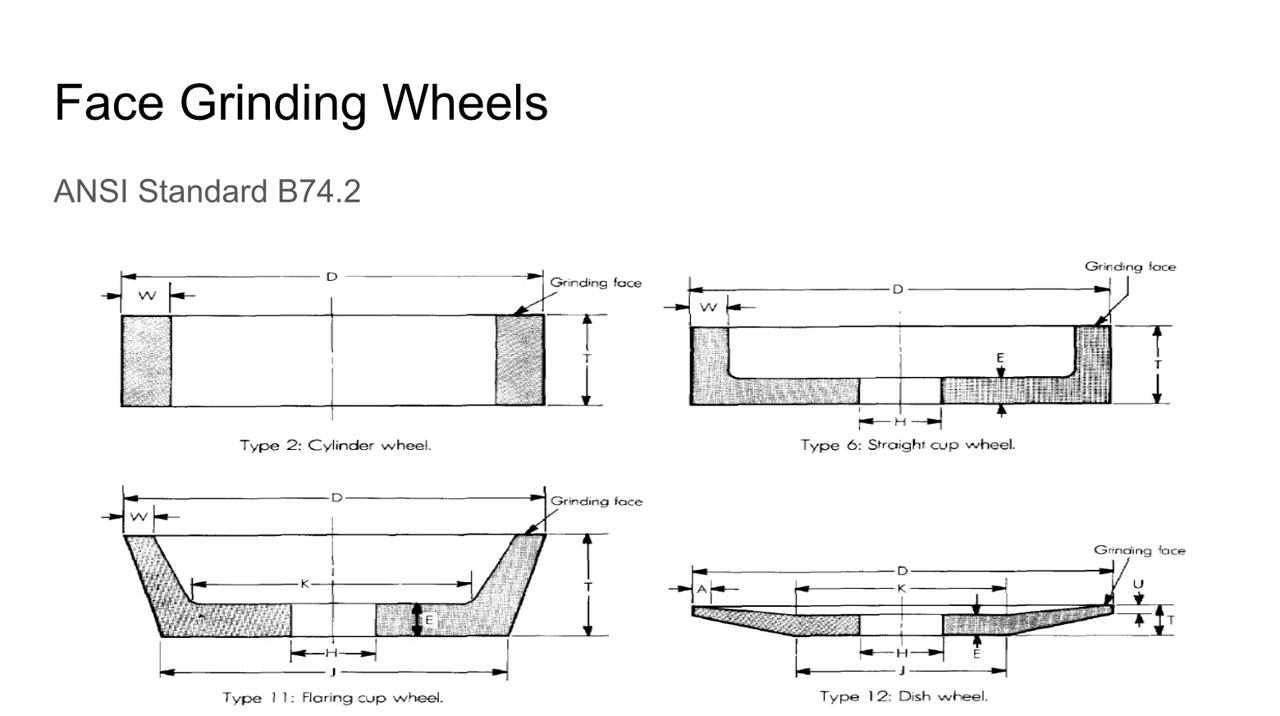 Face Grinding Wheels
ANSI Standard B74.2
D
Grinding face
W
T
Type 2: Cylinder wheel.
Grinding face
D
W
E
T
H
Type 6: Straight cup wheel.
D
Grinding face
W
K
T
E
H
J
Type 11: Flaring cup wheel.
Grinding face
D
A
K
U
T
H
E
J
Type 12: Dish wheel.